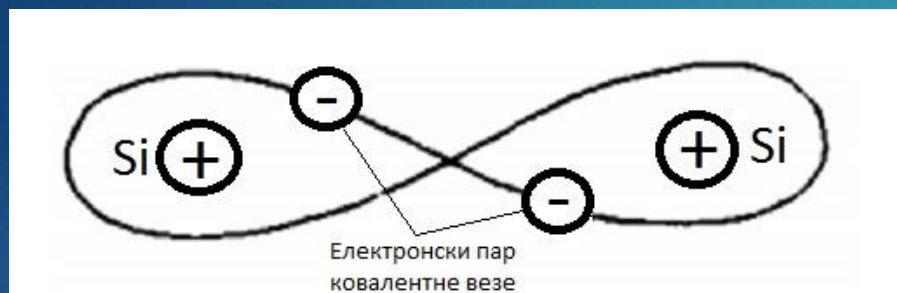 -
Si + + Si
-
Електронски пар
ковалентне везе